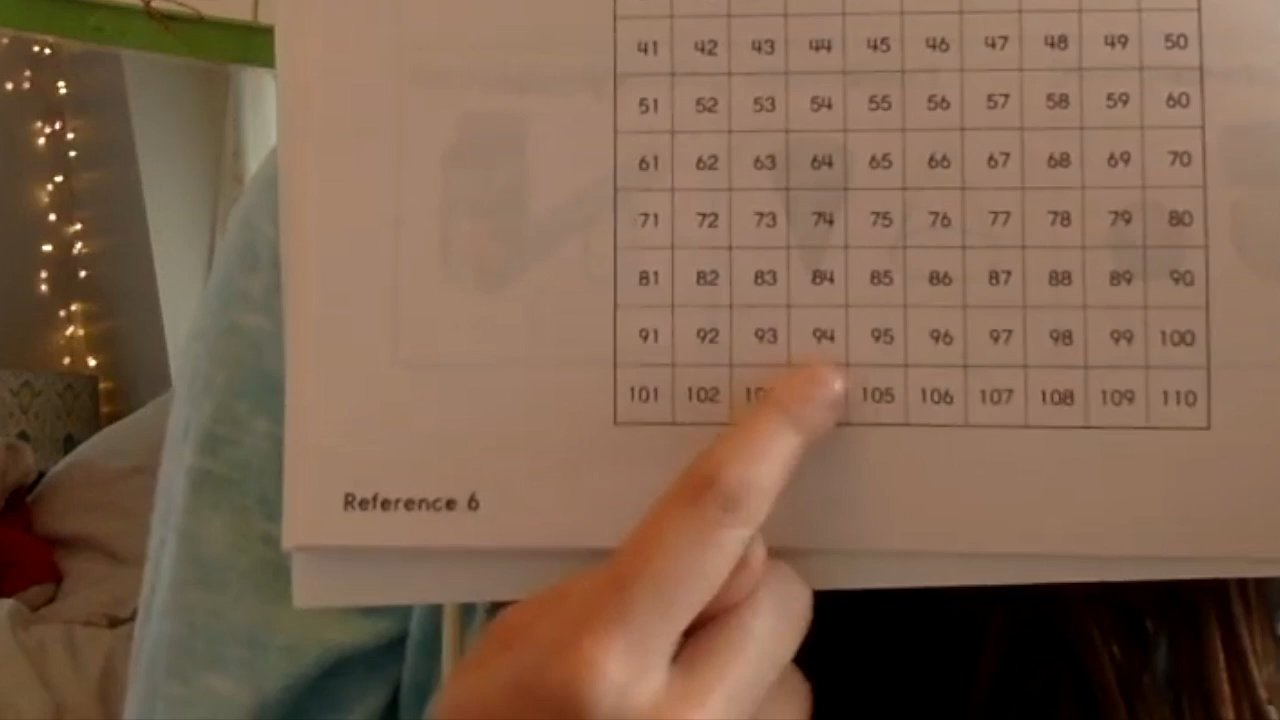 41 42 43 44 45 46 47 48 49 50
51 52 53 54 55 56 57 58 59 60
61 62 63 64 65 66 67 68 69 70
71 72 73 74 75 76 77 78 79 80
81 82 83 84 85 86 87 88 89 90
91 92 93 94 95 96 97 98 99 100
101 102 105 106 107 108 109 110
Reference 6